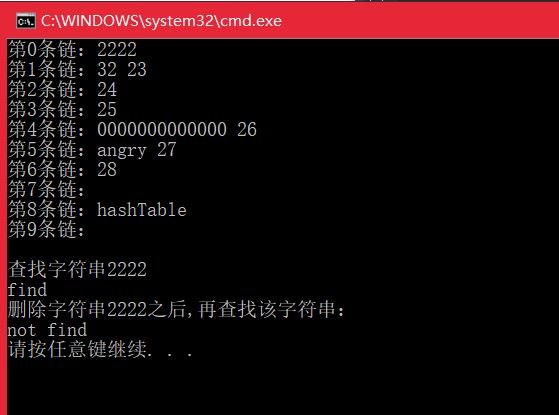 C:\WINDOWS\system32\cmd.exe
第0条链: 2222
第1条链: 32 23
第2条链: 24
第3条链: 25
第4条链: 0000000000000 26
第5条链: angry 27
第6条链: 28
第7条链:
第8条链: hashTable
第9条链:
查找字符串2222
find
删除字符串2222之后,再查找该字符串:
not find
请按任意键继续. . .